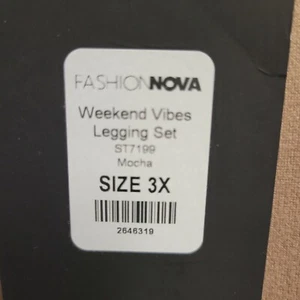 FASHIONNOVA
Weekend Vibes
Legging Set
ST7199
Mocha
SIZE 3X
2646319